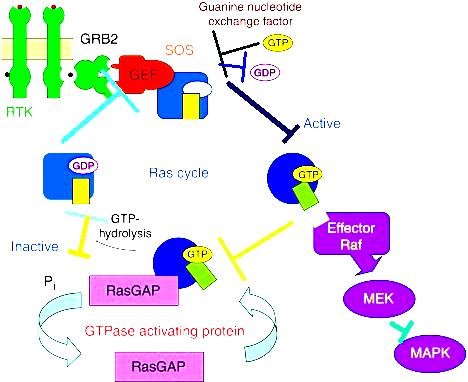 Guanine nucleotide
exchange factor
GRB2
SOS
GTP
GEF
GDP
RTK
Active
GDP
Ras cycle
GTP
GTP-
hydrolysis
Inactive
GTP
Effector
Raf
Pi
RasGAP
MEK
GTPase activating protein
MAPK
RasGAP